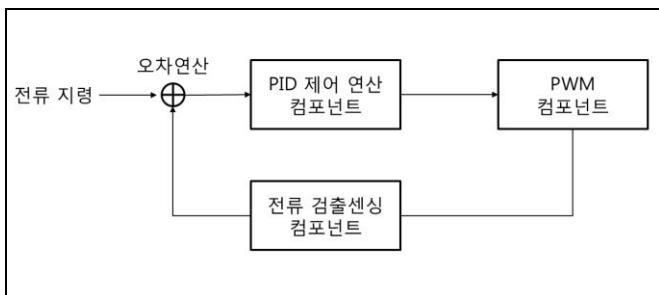 오차연산
전류 지령
PID 제어 연산
컴포넌트
PWM
컴포넌트
전류 검출센싱
컴포넌트